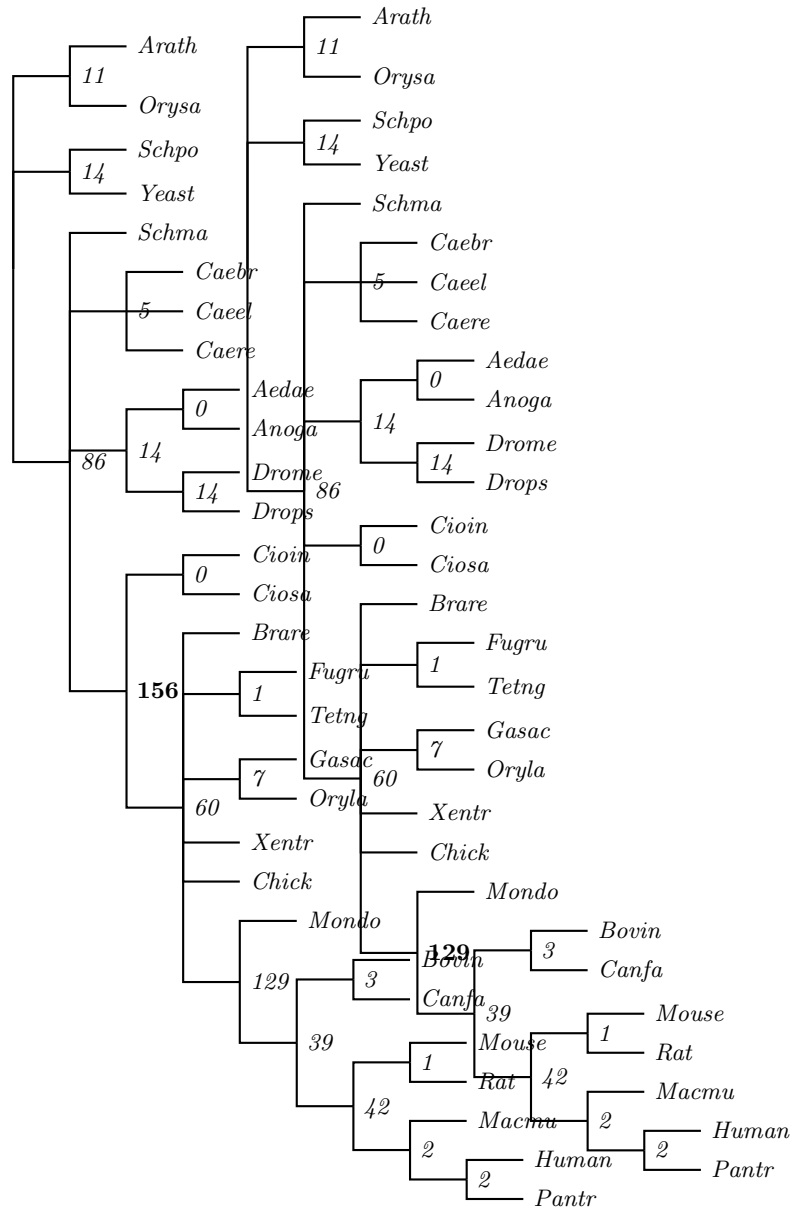 Arath
11
Orysa
Schpo
14
Yeast
Schma
Caebr
5
Caeel
Caere
Aedae
0
Anoga
14
Drome
14
Drops
86
Cioin
0
Ciosa
156
Brare
Fugru
1
Tetng
Gasac
7
Oryla
60
Xentr
Chick
Mondo
129
Bovin
3
Canfa
39
Mouse
1
Rat
42
Macmu
2
Human
2
Pantr
Arath
11
Orysa
Schpo
14
Yeast
Schma
Caebr
5
Caeel
Caere
Aedae
0
Anoga
14
Drome
14
Drops
86
Cioin
0
Ciosa
Brare
Fugru
1
Tetng
Gasac
7
Oryla
60
Xentr
Chick
Mondo
129
Bovin
3
Canfa
39
Mouse
1
Rat
42
Macmu
2
Human
2
Pantr